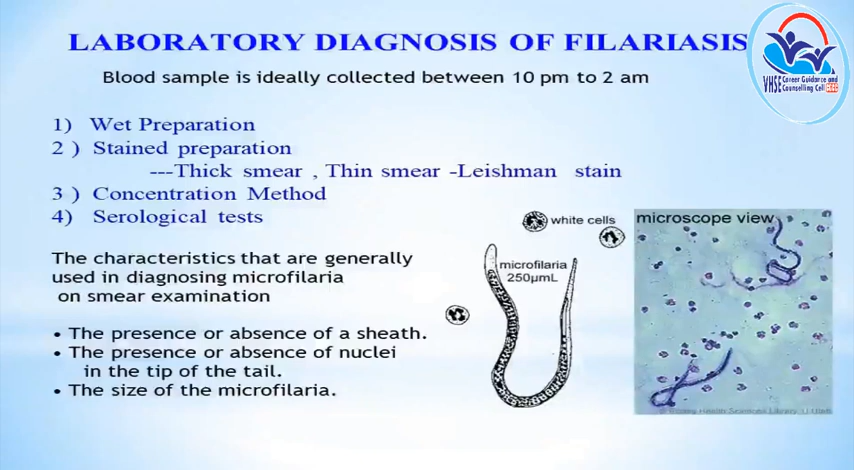 LABORATORY DIAGNOSIS OF FILARIASIS
Blood sample is ideally collected between 10 pm to 2 am
VHSE Career Guidance and
Counselling Cell
1) Wet Preparation
2 ) Stained preparation
---Thick smear , Thin smear -Leishman stain
3 ) Concentration Method
4) Serological tests
The characteristics that are generally
used in diagnosing microfilaria
on smear examination
• The presence or absence of a sheath.
• The presence or absence of nuclei
in the tip of the tail.
• The size of the microfilaria.
white cells
microfilaria
250µmL
microscope view